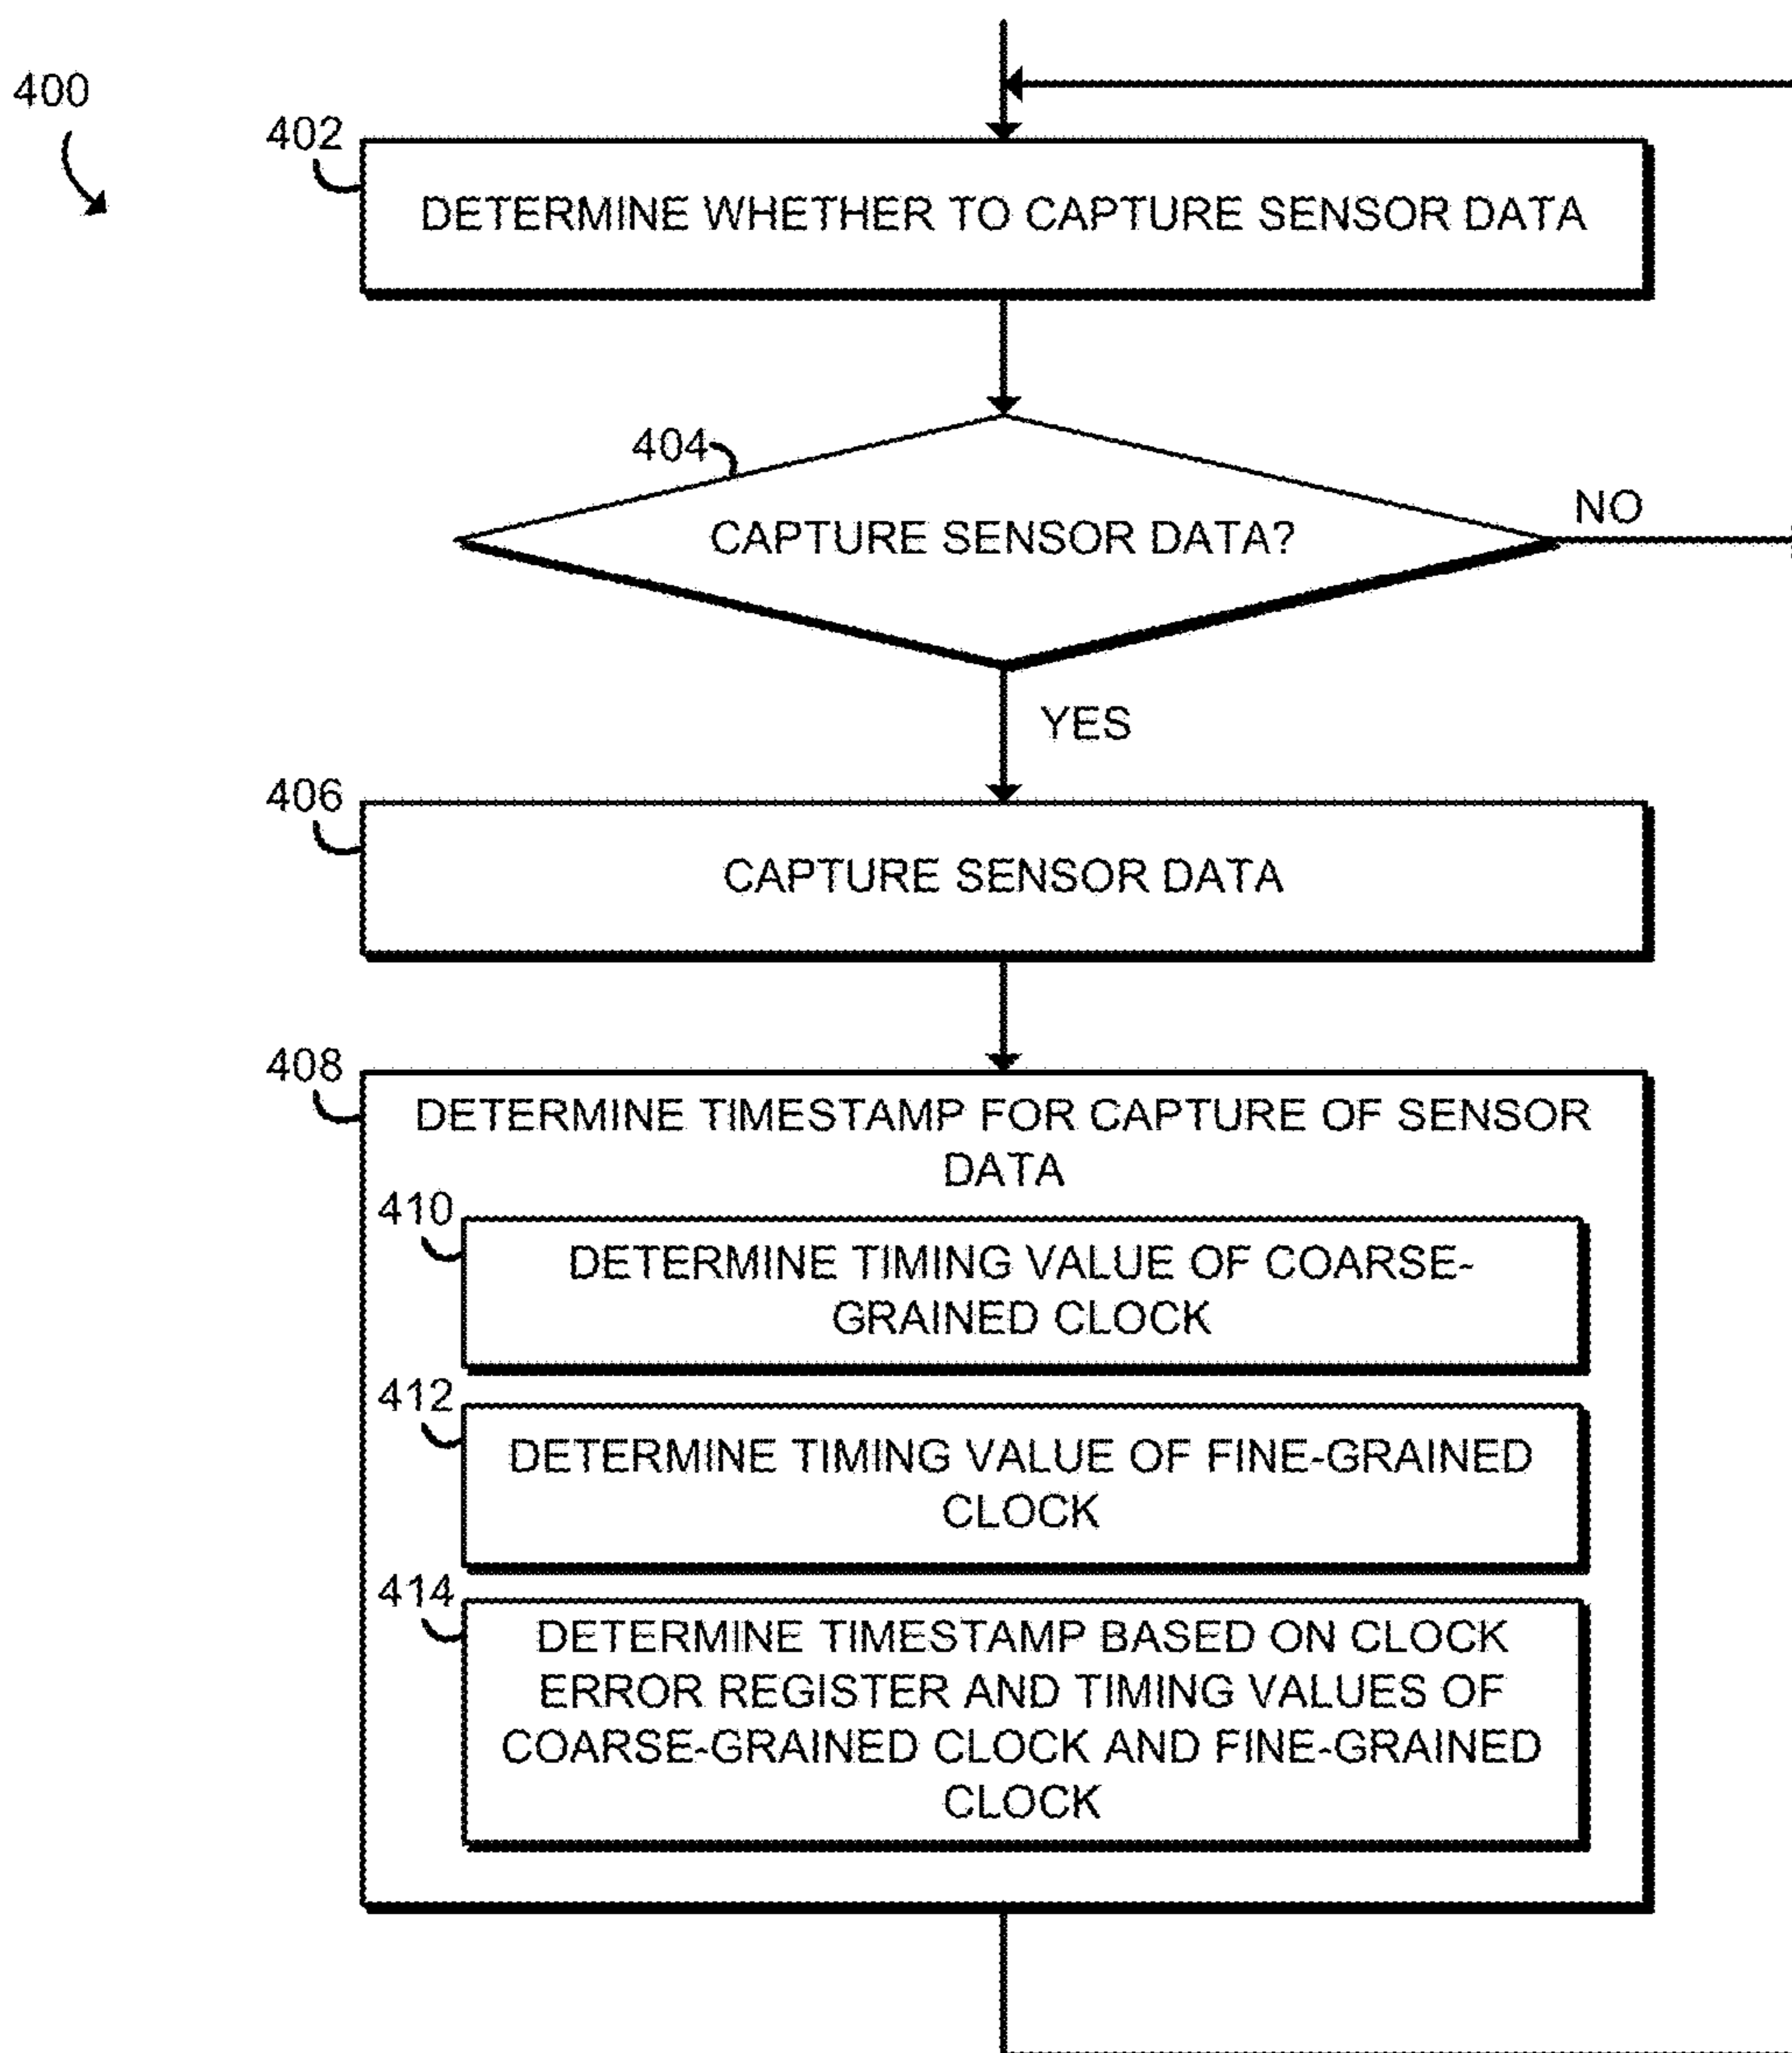 400
402
DETERMINE WHETHER TO CAPTURE SENSOR DATA
404
CAPTURE SENSOR DATA?
NO
YES
406
CAPTURE SENSOR DATA
408
DETERMINE TIMESTAMP FOR CAPTURE OF SENSOR
DATA
410
DETERMINE TIMING VALUE OF COARSE-
GRAINED CLOCK
412
DETERMINE TIMING VALUE OF FINE-GRAINED
CLOCK
414
DETERMINE TIMESTAMP BASED ON CLOCK
ERROR REGISTER AND TIMING VALUES OF
COARSE-GRAINED CLOCK AND FINE-GRAINED
CLOCK